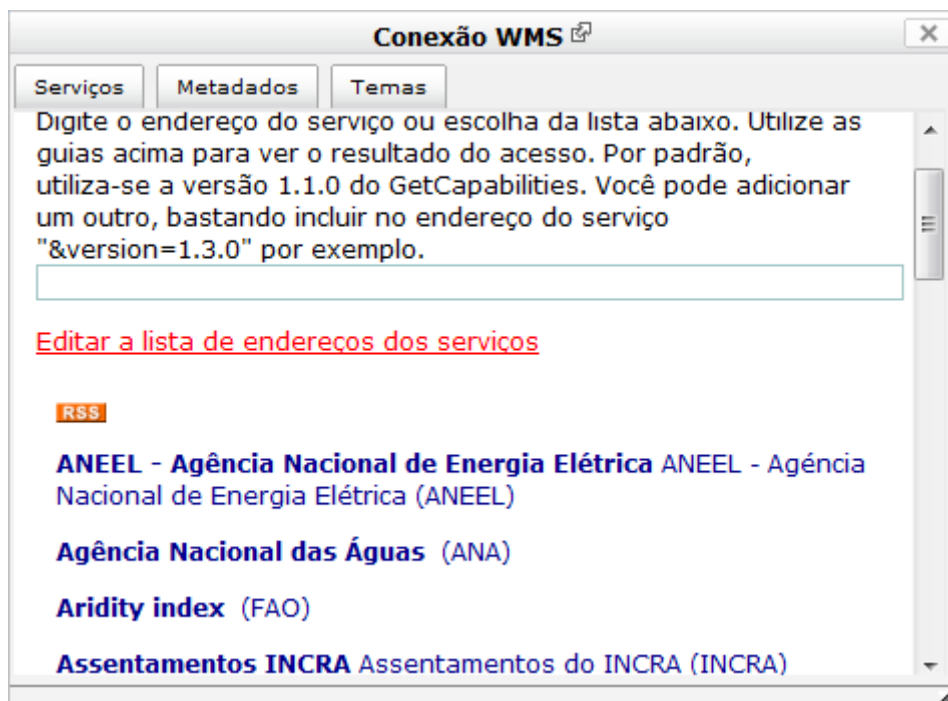 Conexão WMS
Serviços
Metadados
Temas
Digite o endereço do serviço ou escolha da lista abaixo. Utilize as
guias acima para ver o resultado do acesso. Por padrão,
utiliza-se a versão 1.1.0 do GetCapabilities. Você pode adicionar
um outro, bastando incluir no endereço do serviço
"&version=1.3.0" por exemplo.
Editar a lista de endereços dos serviços
RSS
ANEEL - Agência Nacional de Energia Elétrica ANEEL - Agéncia
Nacional de Energia Elétrica (ANEEL)
Agência Nacional das Águas (ANA)
Aridity index (FAO)
Assentamentos INCRA Assentamentos do INCRA (INCRA)